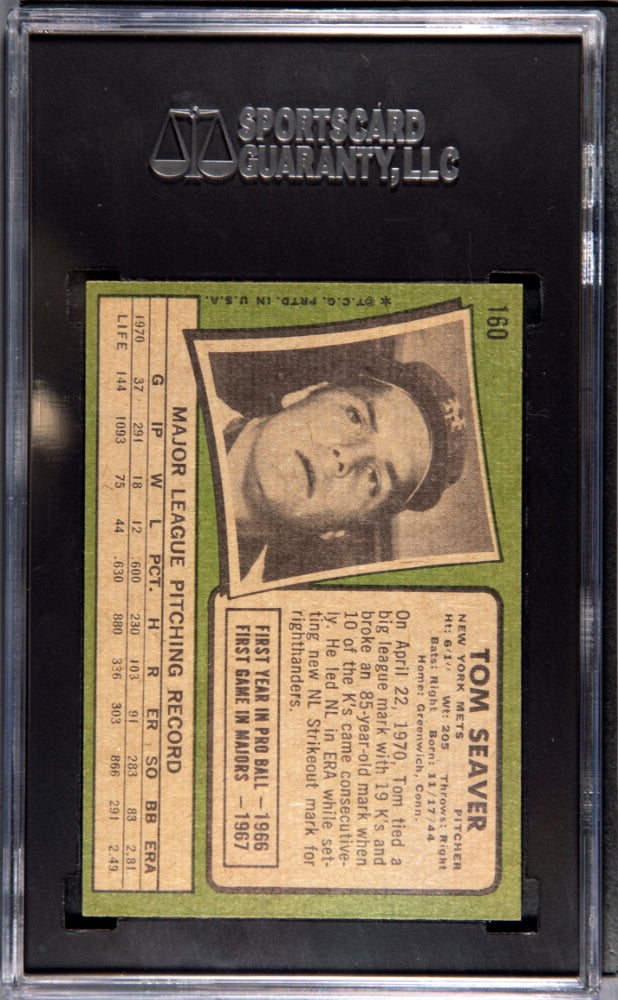 SPORTSCARD
GUARANTY, LLC
160
*©T.C.G. PRTD. IN U.S.A.
TOM SEAVER
NEW YORK METS PITCHER
Ht: 6'1" Wt: 205 Throws: Right
Bats: Right Born: 11/17/44
Home: Greenwich, Conn.
On April 22, 1970, Tom tied a
big league mark with 19 K's and
broke an 85-year-old mark when
10 of the K's came consecutive-
ly. He led NL in ERA while set-
ting new NL Strikeout mark for
righthanders.
FIRST YEAR IN PRO BALL — 1966
FIRST GAME IN MAJORS — 1967
MAJOR LEAGUE PITCHING RECORD
G IP W L PCT. H R ER SO BB ERA
1970 37 291 18 12 .600 230 103 91 283 83 2.81
LIFE 144 1093 75 44 .630 880 336 303 866 291 2.49